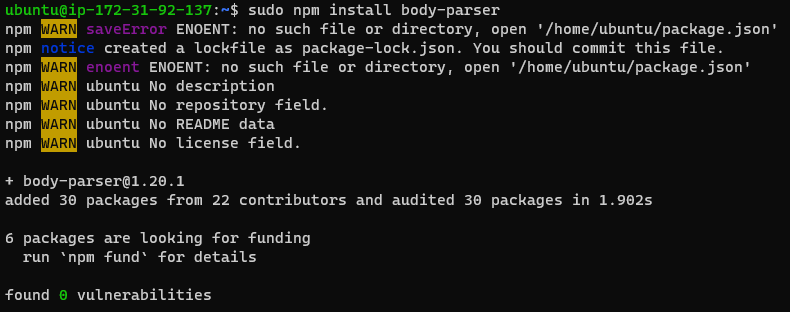 ubuntu@ip-172-31-92-137:~$ sudo npm install body-parser
npm WARN saveError ENOENT: no such file or directory, open '/home/ubuntu/package.json'
npm notice created a lockfile as package-lock.json. You should commit this file.
npm WARN enoent ENOENT: no such file or directory, open '/home/ubuntu/package.json'
npm WARN ubuntu No description
npm WARN ubuntu No repository field.
npm WARN ubuntu No README data
npm WARN ubuntu No license field.
+ body-parser@1.20.1
added 30 packages from 22 contributors and audited 30 packages in 1.902s
6 packages are looking for funding
run `npm fund` for details
found 0 vulnerabilities